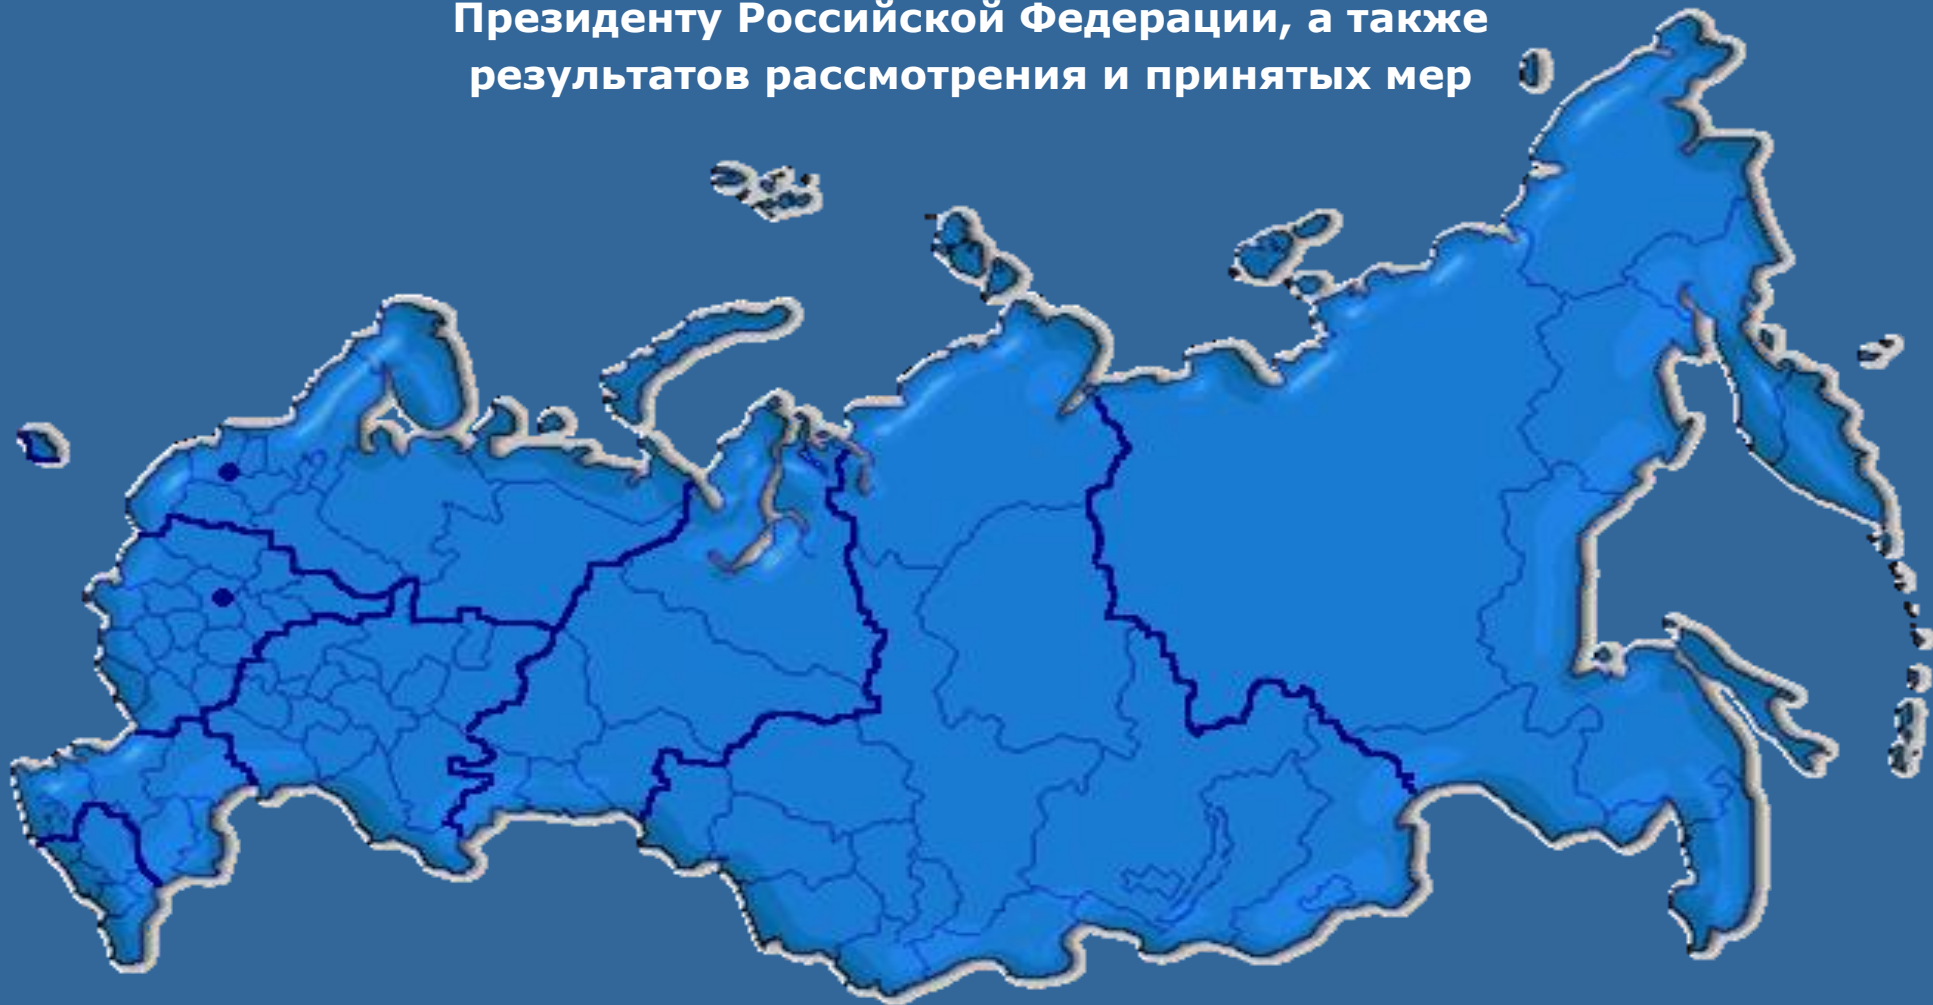 Президенту Российской Федерации, а также
результатов рассмотрения и принятых мер